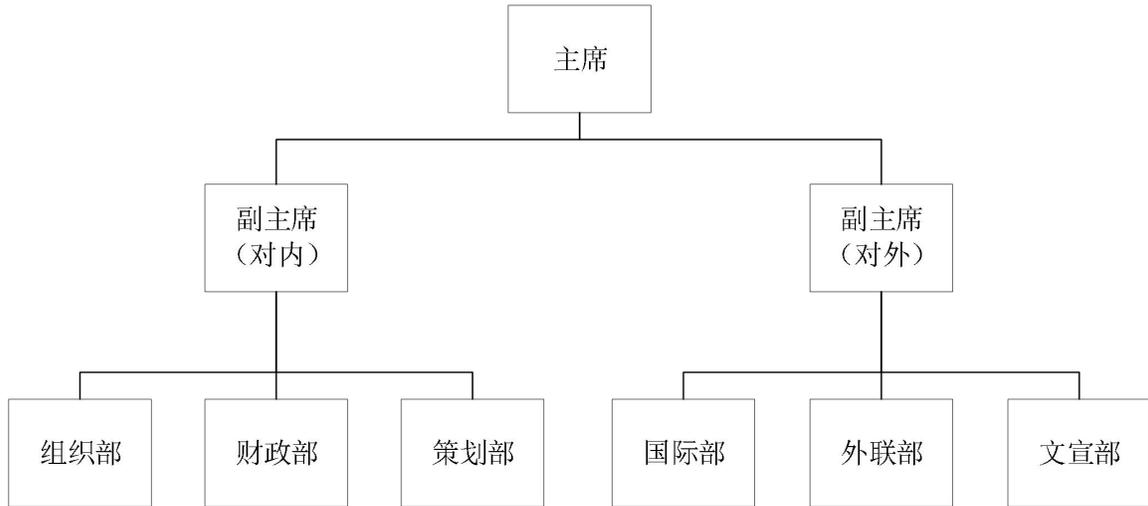 主席
副主席
（对内）
副主席
（对外）
组织部
财政部
策划部
国际部
外联部
文宣部